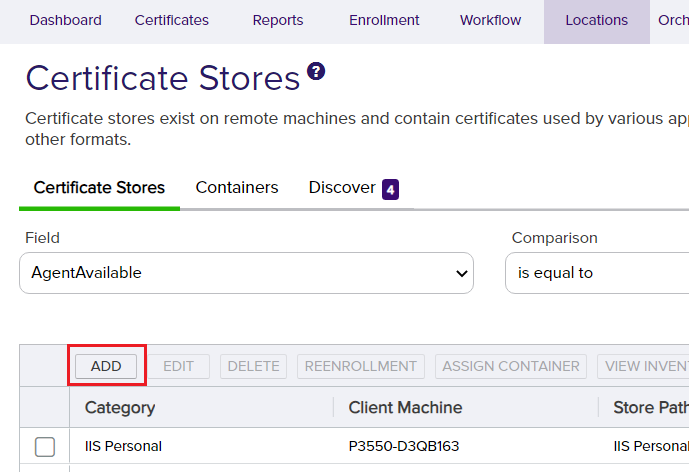 Dashboard Certificates Reports Enrollment Workflow Locations Orch
Certificate Stores ?
Certificate stores exist on remote machines and contain certificates used by various app
other formats.
Certificate Stores Containers Discover 4
Field Comparison
AgentAvailable is equal to
ADD EDIT DELETE REENROLLMENT ASSIGN CONTAINER VIEW INVENT
Category Client Machine Store Path
IIS Personal P3550-D3QB163 IIS Personal